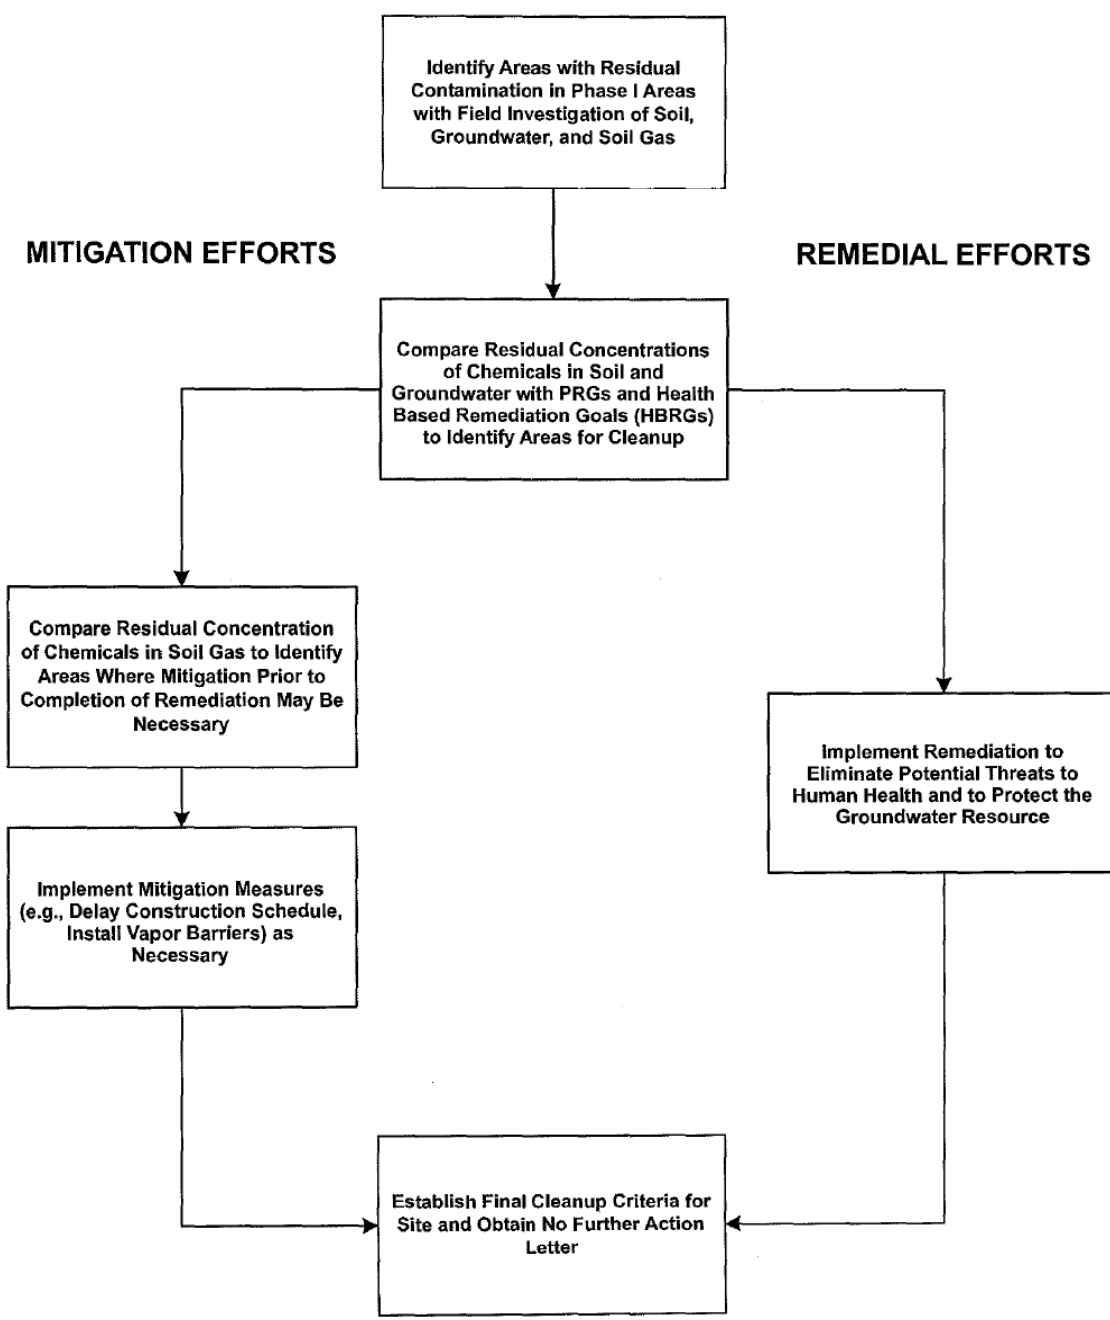 Identify Areas with Residual
Contamination in Phase I Areas
with Field Investigation of Soil,
Groundwater, and Soil Gas
MITIGATION EFFORTS
REMEDIAL EFFORTS
Compare Residual Concentrations
of Chemicals in Soil and
Groundwater with PRGs and Health
Based Remediation Goals (HBRGs)
to Identify Areas for Cleanup
Compare Residual Concentration
of Chemicals in Soil Gas to Identify
Areas Where Mitigation Prior to
Completion of Remediation May Be
Necessary
Implement Remediation to
Eliminate Potential Threats to
Human Health and to Protect the
Groundwater Resource
Implement Mitigation Measures
(e.g., Delay Construction Schedule,
Install Vapor Barriers) as
Necessary
Establish Final Cleanup Criteria for
Site and Obtain No Further Action
Letter